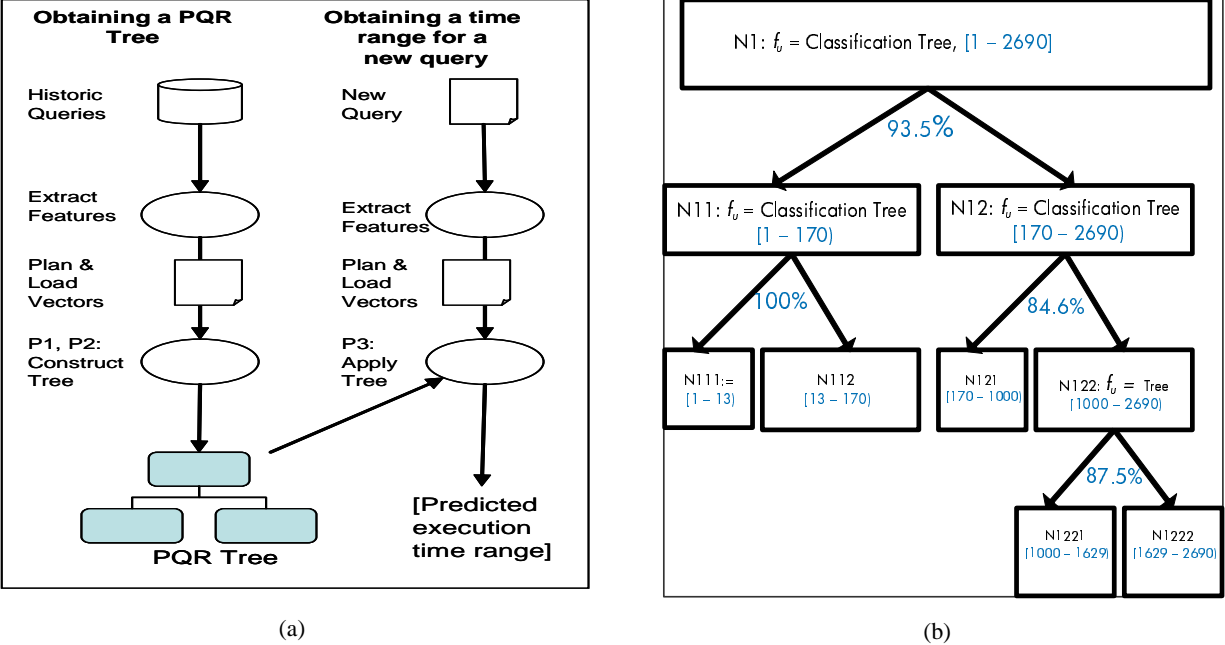 Obtaining a PQR
Tree
Historic
Queries
Extract
Features
Plan &
Load
Vectors
P1, P2:
Construct
Tree
PQR Tree
Obtaining a time
range for a
new query
New
Query
Extract
Features
Plan &
Load
Vectors
P3:
Apply
Tree
[Predicted
execution
time range]
(a)
N1: fu = Classification Tree, [1 – 2690]
93.5%
N11: fu = Classification Tree
[1 – 170)
N12: fu = Classification Tree
[170 – 2690)
100%
84.6%
N111:=
[1 – 13)
N112
[13 – 170)
N121
[170 – 1000)
N122: fu = Tree
[1000 – 2690)
87.5%
N1221
[1000 – 1629)
N1222
[1629 – 2690)
(b)